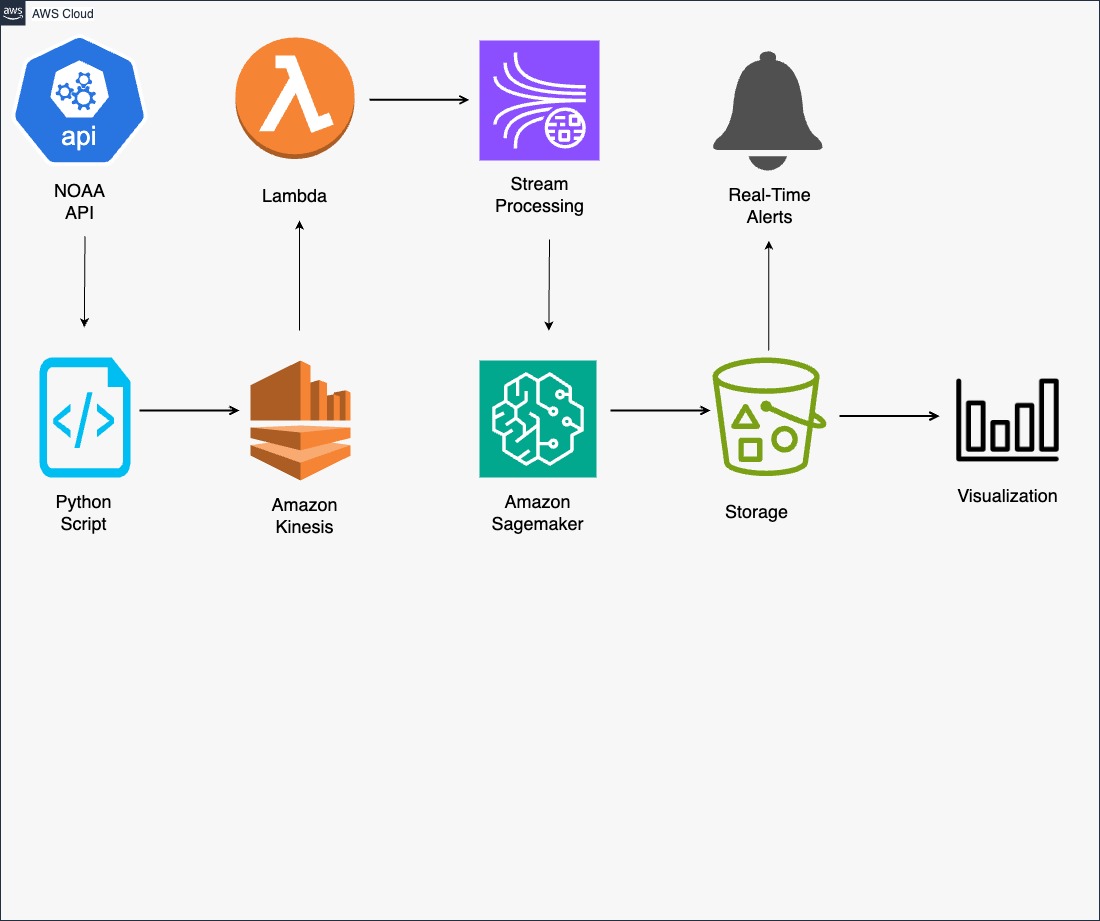 aws
AWS Cloud
api
NOAA
API
Lambda
Stream
Processing
Real-Time
Alerts
</>
Python
Script
Amazon
Kinesis
Amazon
Sagemaker
Storage
Visualization